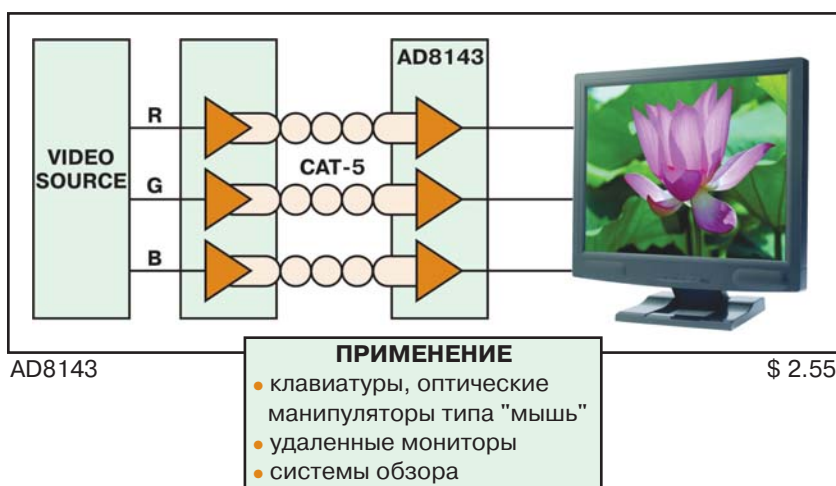 AD8143
R
VIDEO
SOURCE
G
CAT-5
B
AD8143
$ 2.55
ПРИМЕНЕНИЕ
• клавиатуры, оптические
манипуляторы типа "мышь"
• удаленные мониторы
• системы обзора